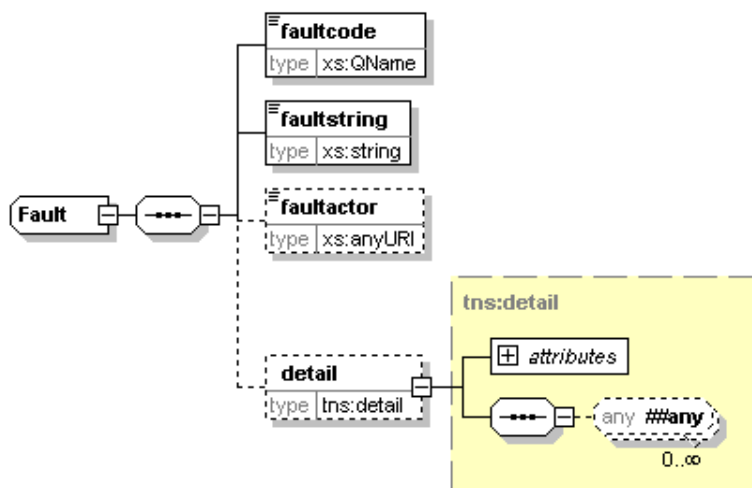 faultcode
type xs:QName
faultstring
type xs:string
Fault
faultactor
type xs:anyURI
tns:detail
attributes
detail
type tns:detail
any ##any
0..∞